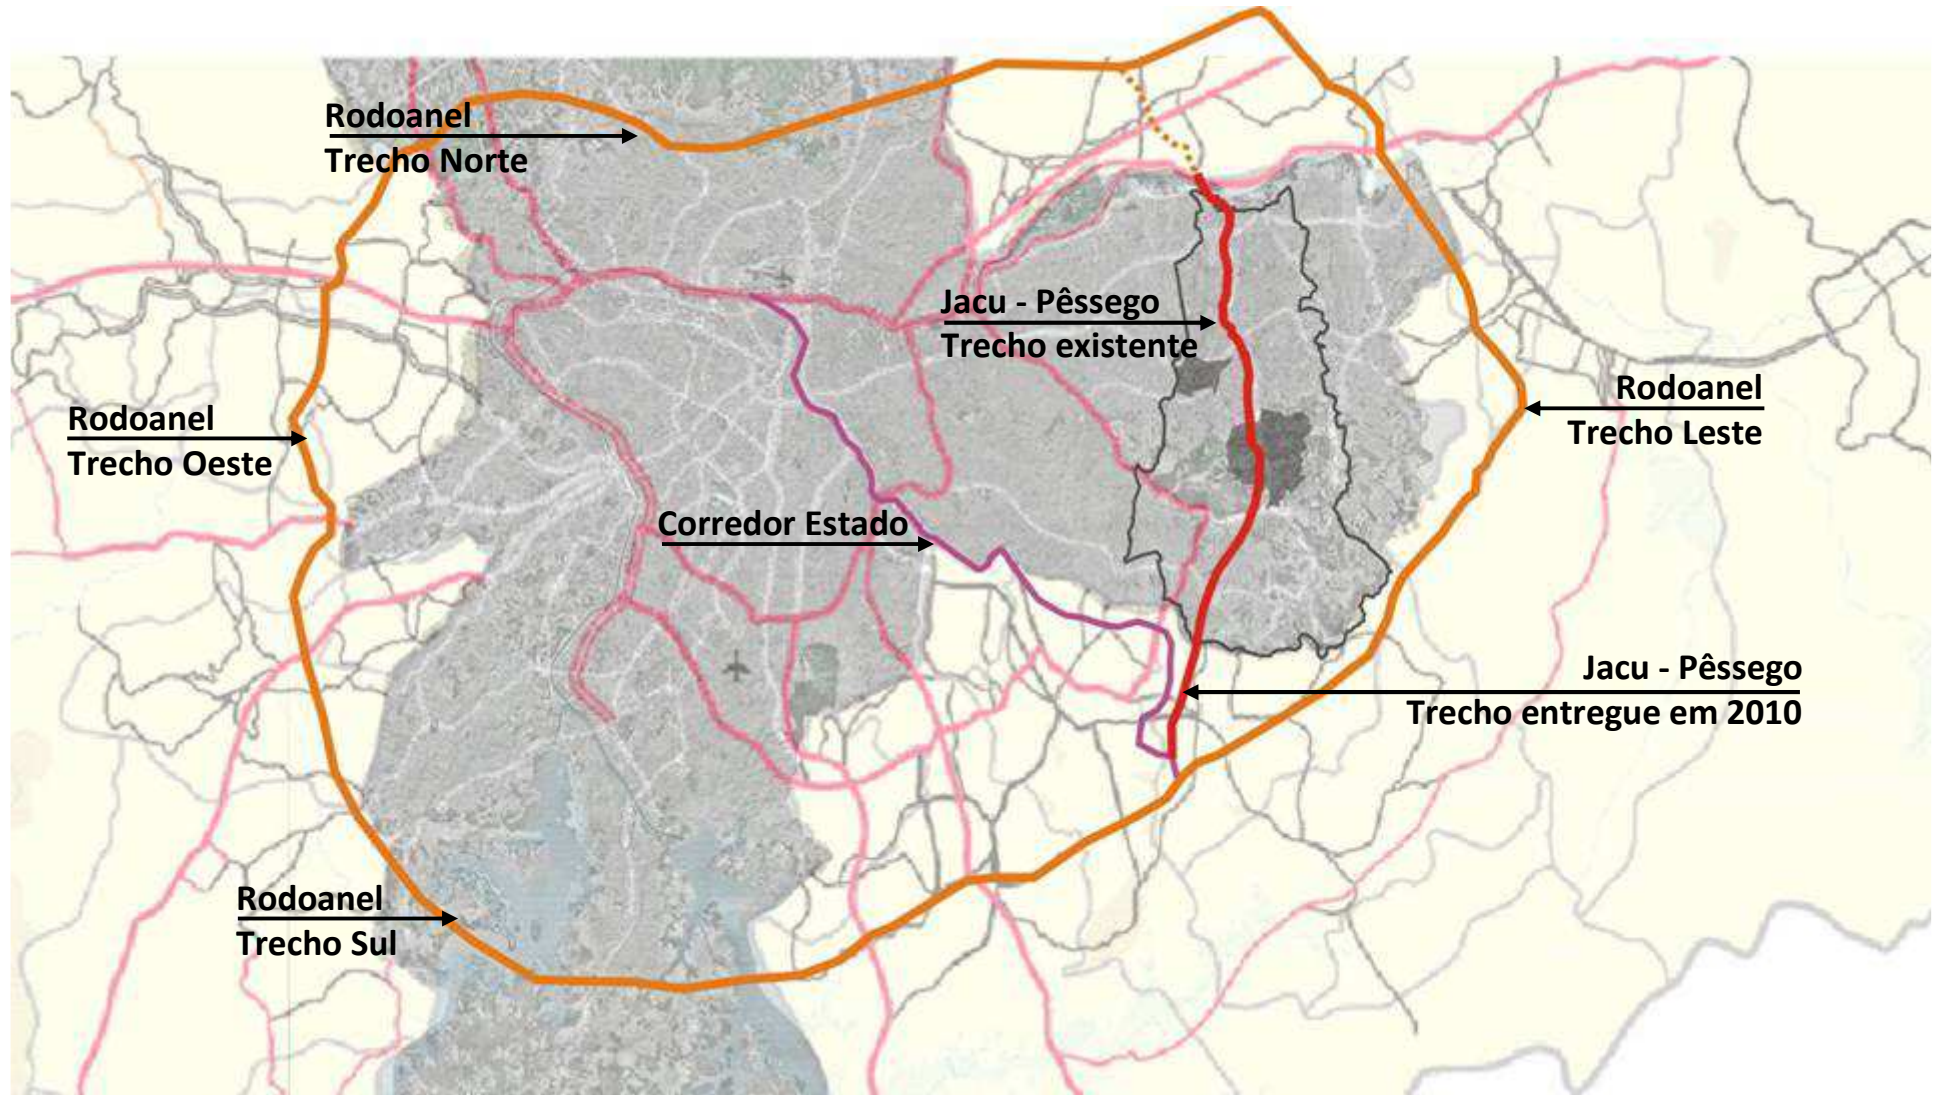 Rodoanel
Trecho Norte
Jacu - Pêssego
Trecho existente
Rodoanel
Trecho Leste
Rodoanel
Trecho Oeste
Corredor Estado
Jacu - Pêssego
Trecho entregue em 2010
Rodoanel
Trecho Sul